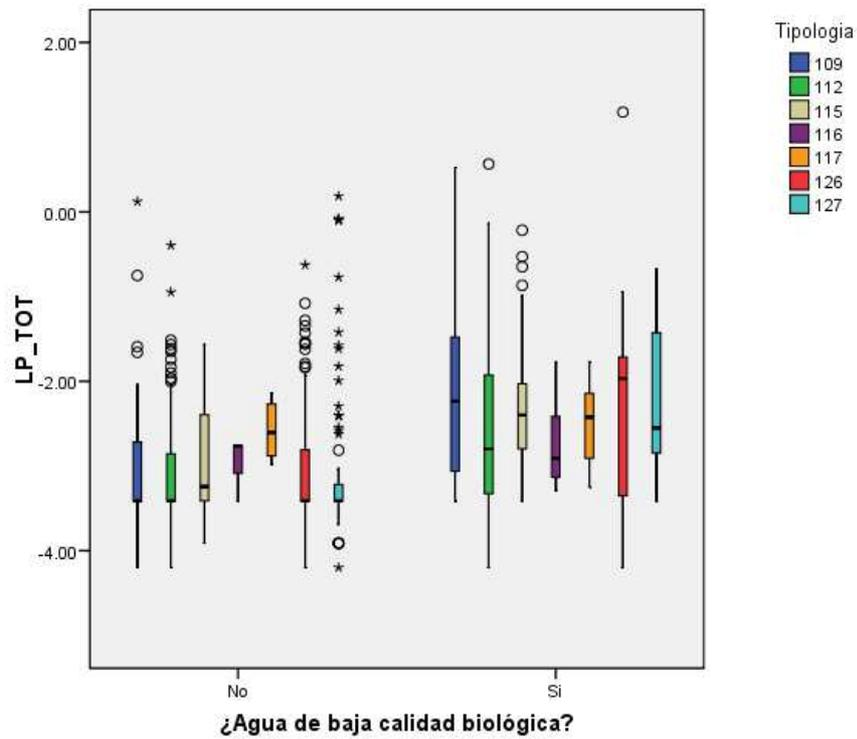 Tipologia
109
112
115
116
117
126
127
2.00
0.00
-2.00
-4.00
LP_TOT
No
Si
¿Agua de baja calidad biológica?